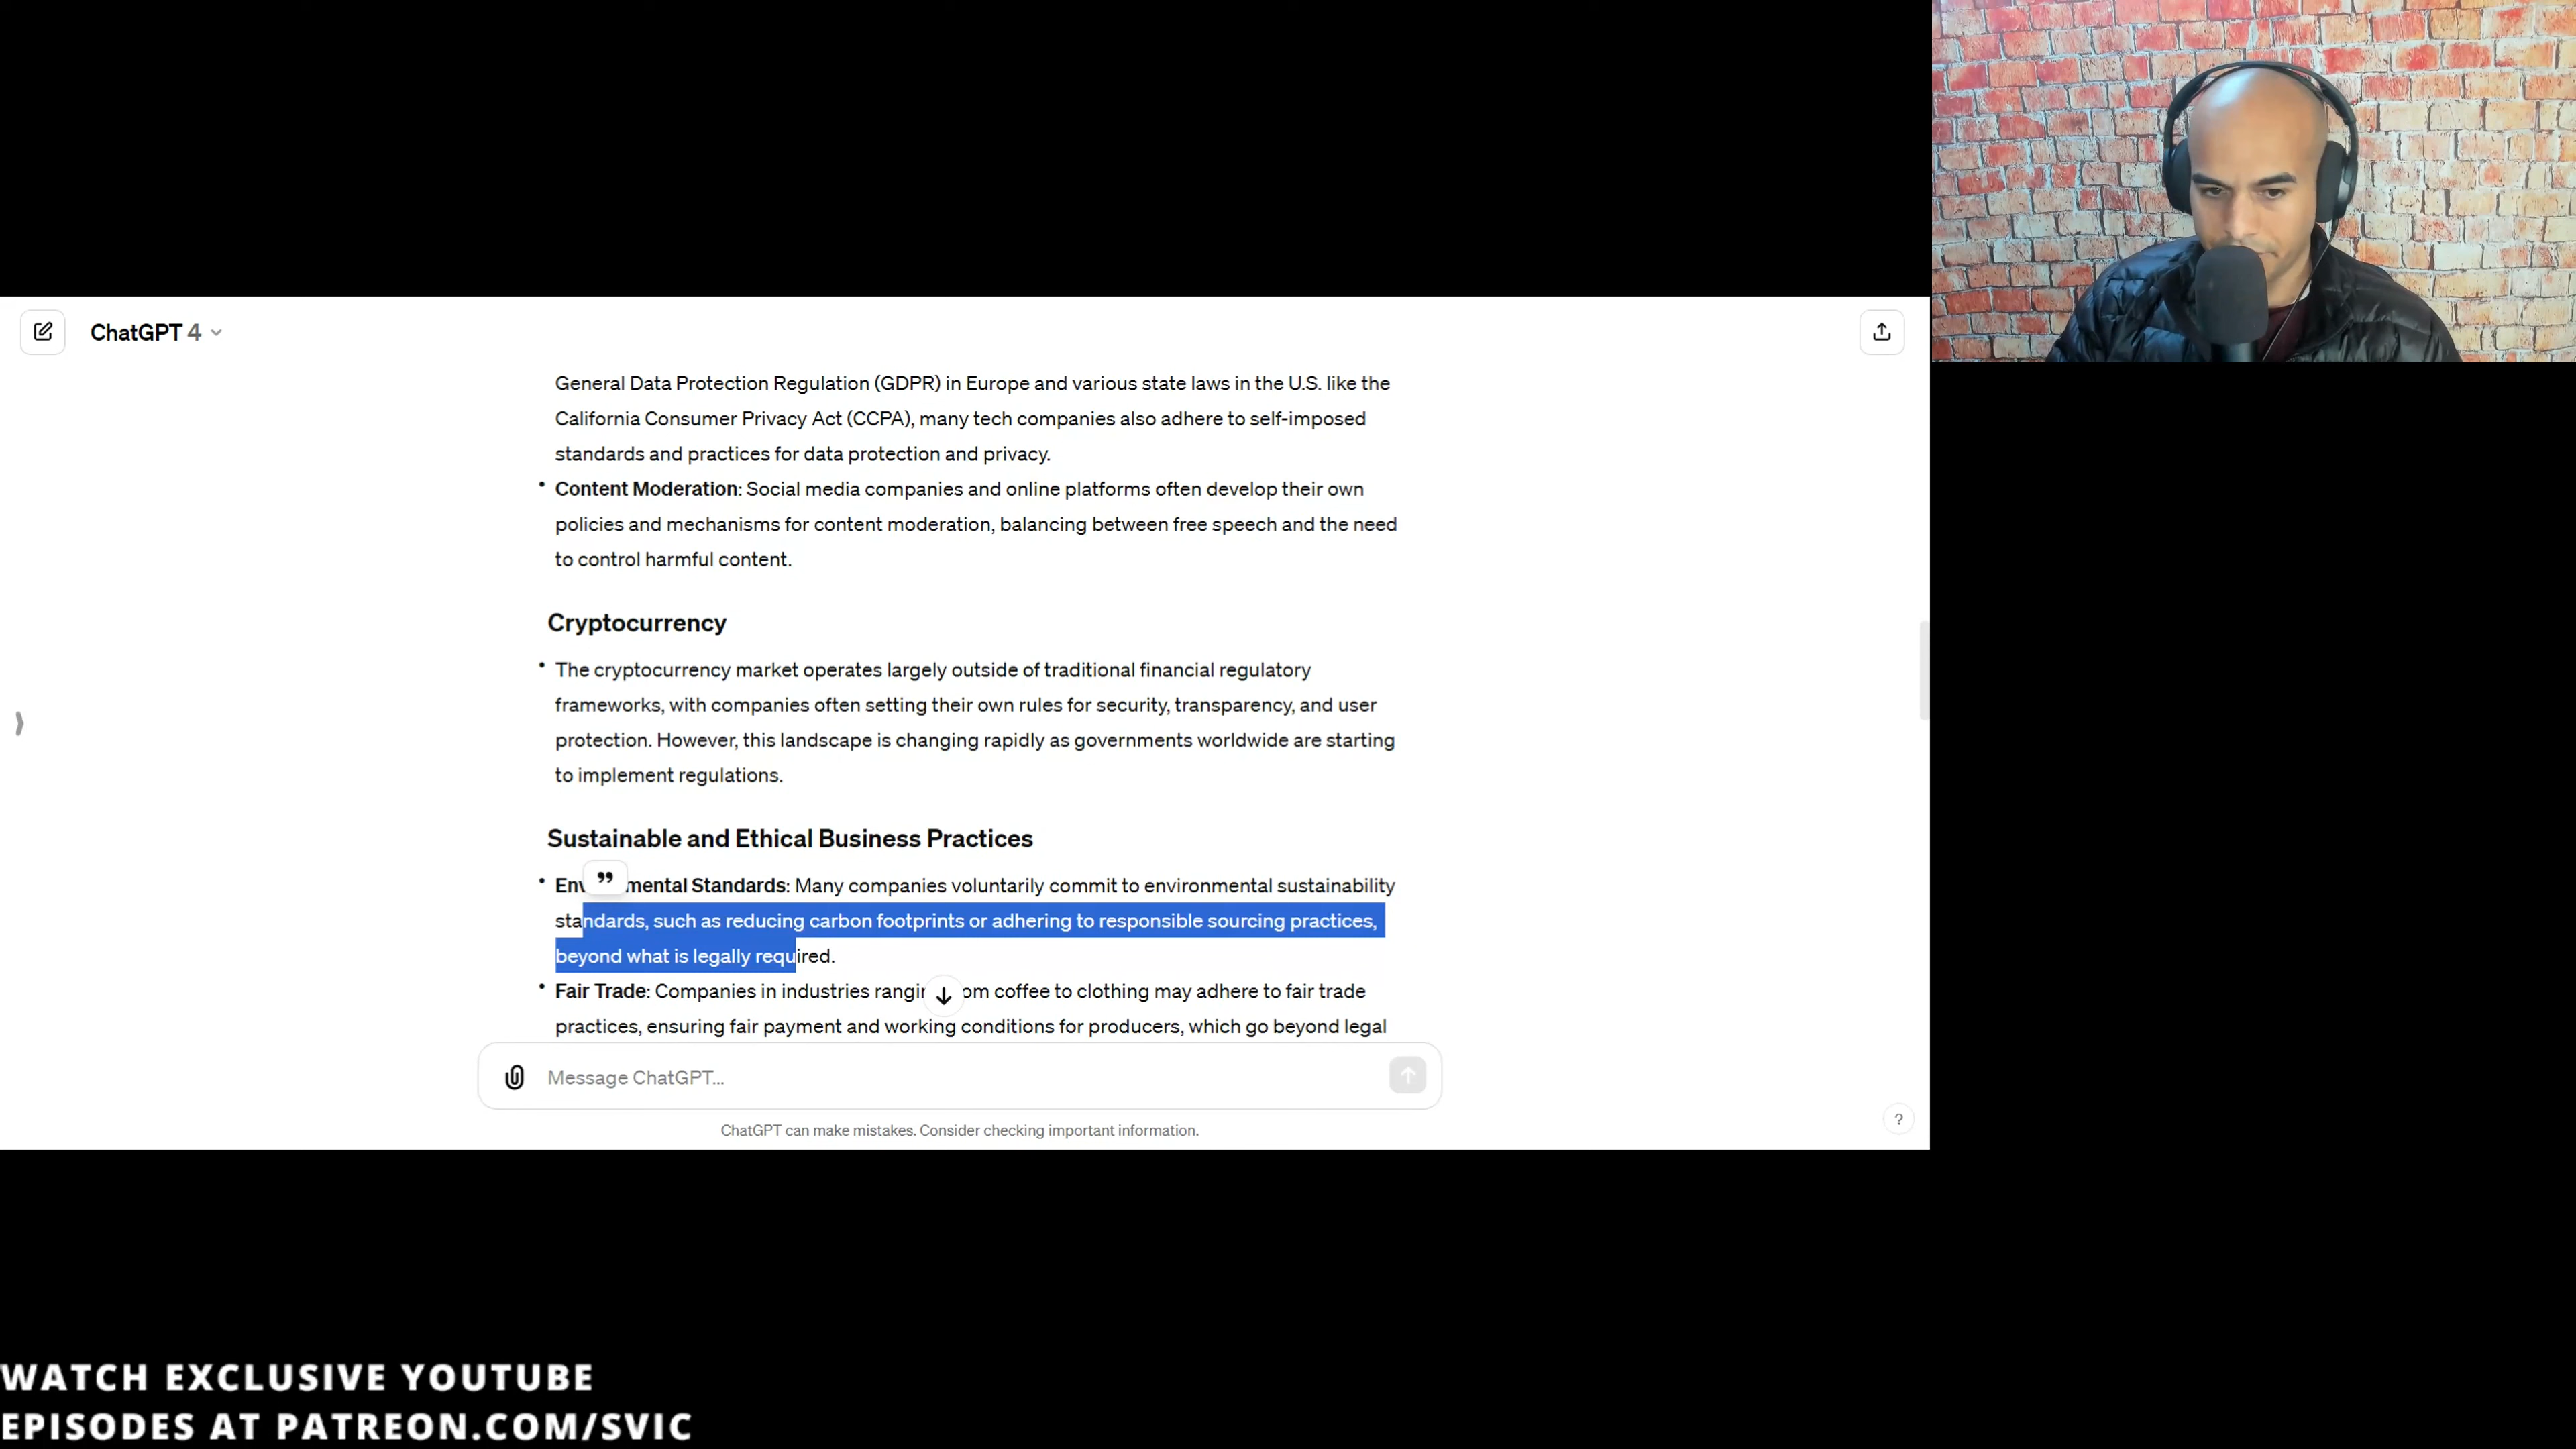 ChatGPT 4
General Data Protection Regulation (GDPR) in Europe and various state laws in the U.S. like the
California Consumer Privacy Act (CCPA), many tech companies also adhere to self-imposed
standards and practices for data protection and privacy.
• Content Moderation: Social media companies and online platforms often develop their own
policies and mechanisms for content moderation, balancing between free speech and the need
to control harmful content.
Cryptocurrency
• The cryptocurrency market operates largely outside of traditional financial regulatory
frameworks, with companies often setting their own rules for security, transparency, and user
protection. However, this landscape is changing rapidly as governments worldwide are starting
to implement regulations.
Sustainable and Ethical Business Practices
• mental Standards: Many companies voluntarily commit to environmental sustainability
standards, such as reducing carbon footprints or adhering to responsible sourcing practices,
beyond what is legally required.
• Fair Trade: Companies in industries coffee to clothing may adhere to fair trade
practices, ensuring fair payment and working conditions for producers, which go beyond legal
Message ChatGPT...
ChatGPT can make mistakes. Consider checking important information.
?
WATCH EXCLUSIVE YOUTUBE
EPISODES AT PATREON.COM/SVIC